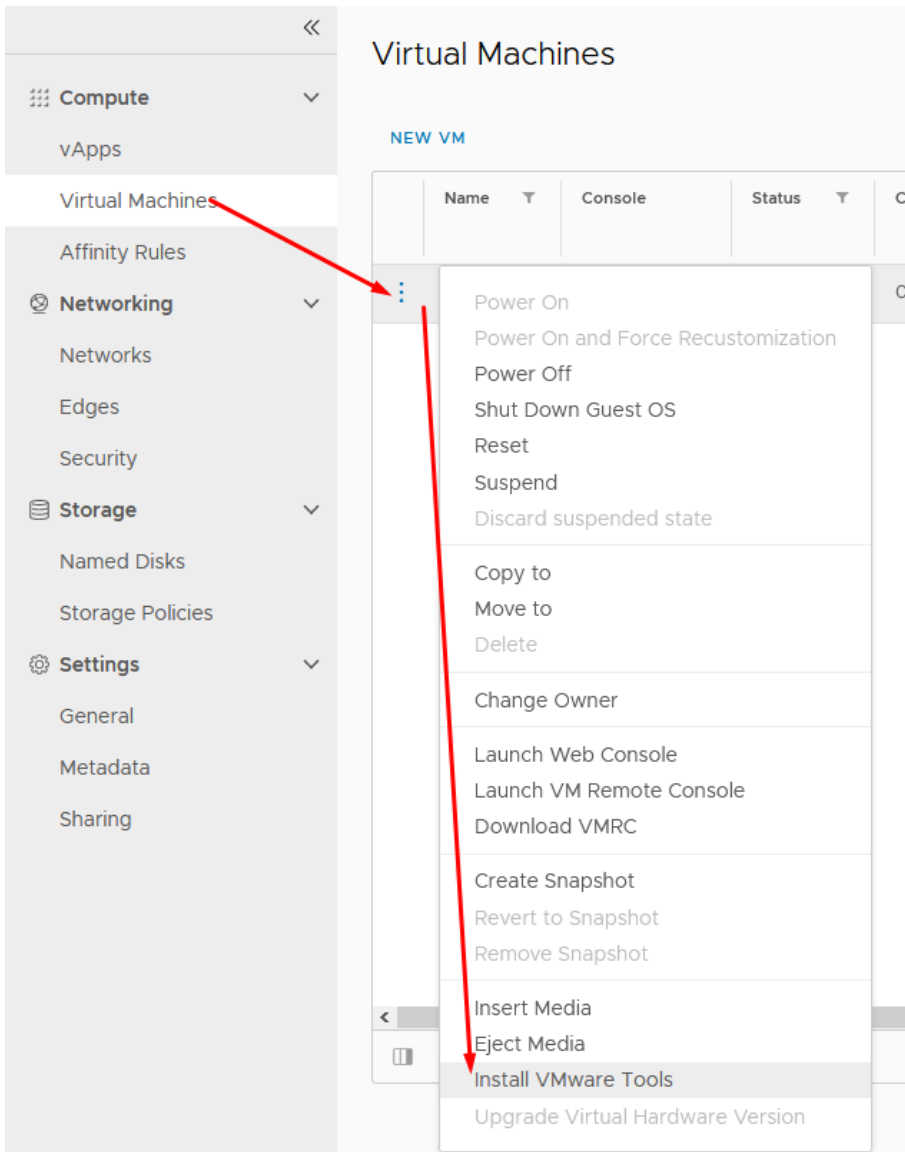 Compute
vApps
Virtual Machines
Affinity Rules
Networking
Networks
Edges
Security
Storage
Named Disks
Storage Policies
Settings
General
Metadata
Sharing
Virtual Machines
NEW VM
Name Console Status C
Power On
Power On and Force Recustomization
Power Off
Shut Down Guest OS
Reset
Suspend
Discard suspended state
Copy to
Move to
Delete
Change Owner
Launch Web Console
Launch VM Remote Console
Download VMRC
Create Snapshot
Revert to Snapshot
Remove Snapshot
Insert Media
Eject Media
Install VMware Tools
Upgrade Virtual Hardware Version